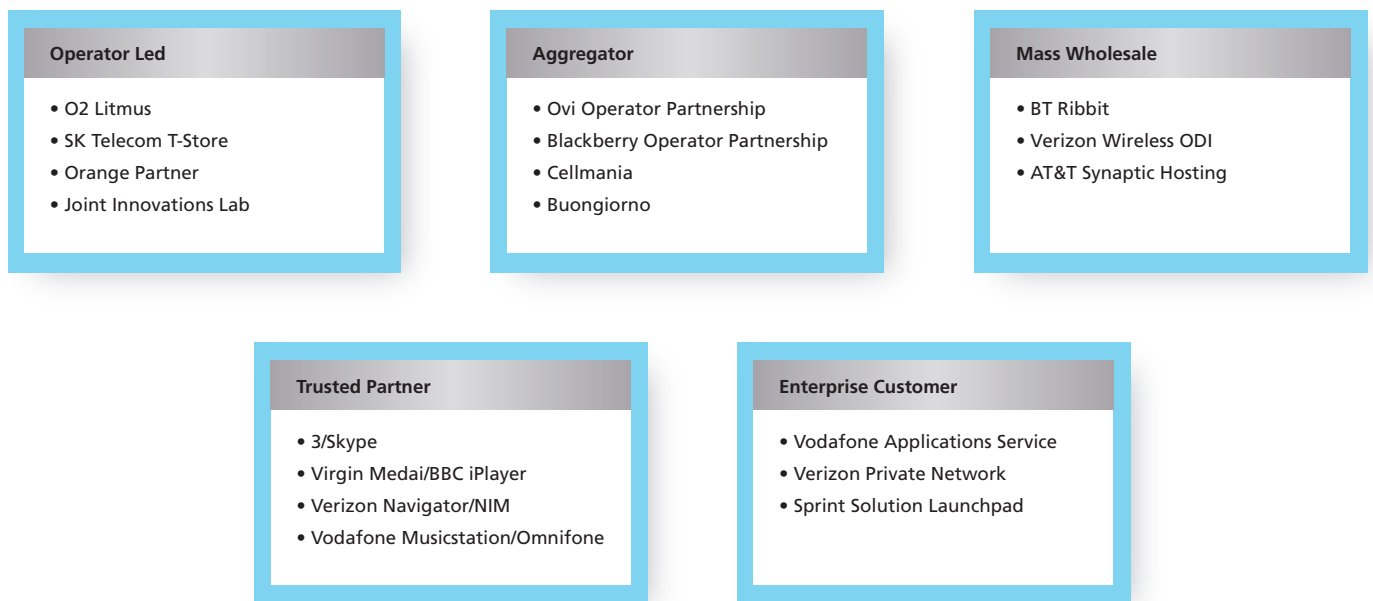 Operator Led
• O2 Litmus
• SK Telecom T-Store
• Orange Partner
• Joint Innovations Lab
Aggregator
• Ovi Operator Partnership
• Blackberry Operator Partnership
• Cellmania
• Buongiorno
Mass Wholesale
• BT Ribbit
• Verizon Wireless ODI
• AT&T Synaptic Hosting
Trusted Partner
• 3/Skype
• Virgin Medai/BBC iPlayer
• Verizon Navigator/NIM
• Vodafone Musicstation/Omnifone
Enterprise Customer
• Vodafone Applications Service
• Verizon Private Network
• Sprint Solution Launchpad